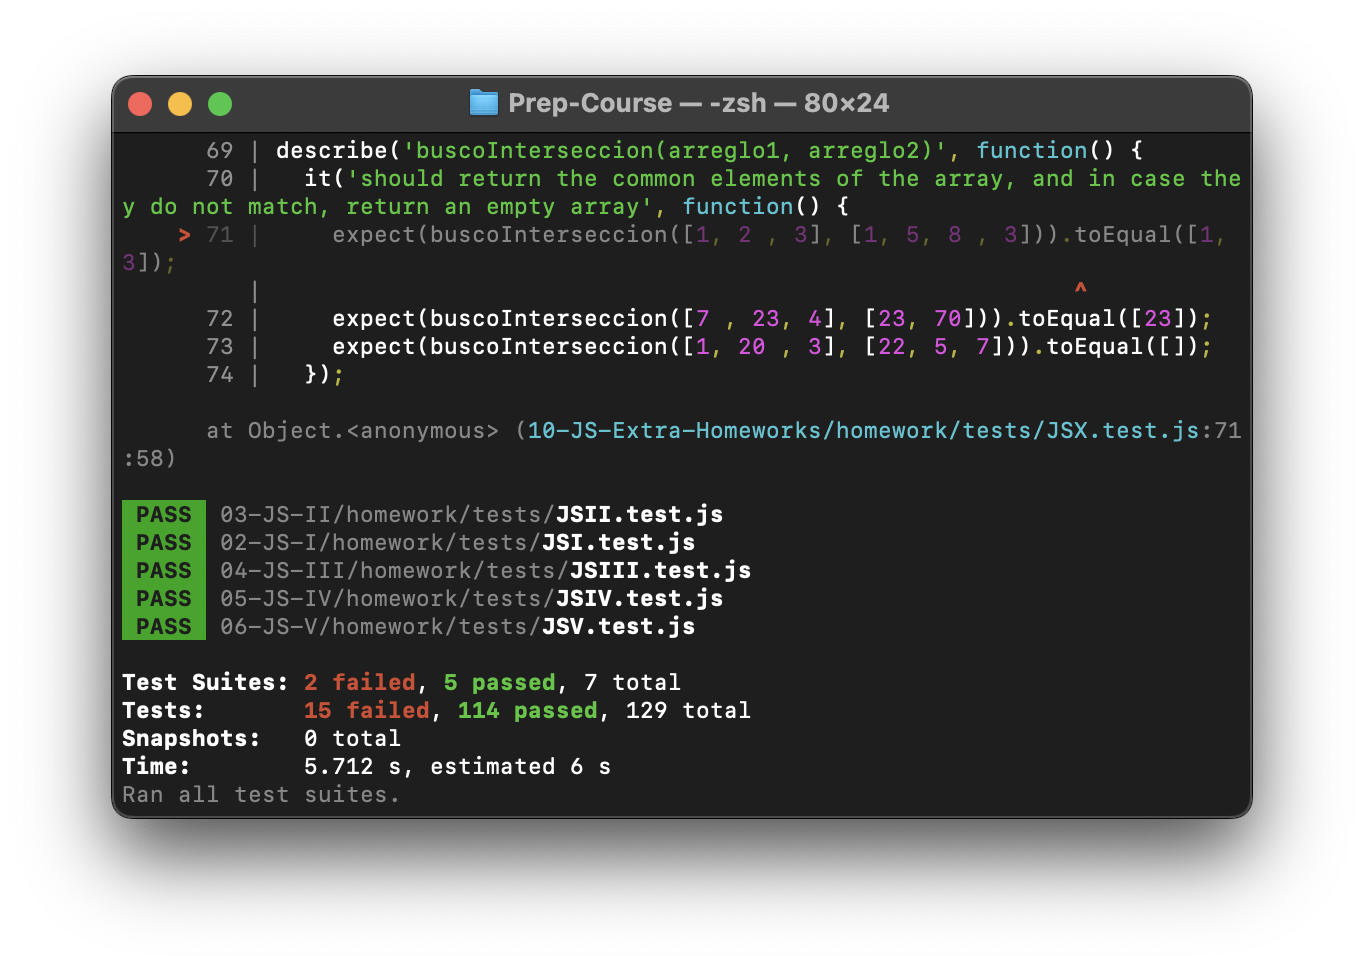 Prep-Course — -zsh — 80×24
69 | describe('buscoInterseccion(arreglo1, arreglo2)', function() {
70 |   it('should return the common elements of the array, and in case the
y do not match, return an empty array', function() {
> 71 |     expect(buscoInterseccion([1, 2 , 3], [1, 5, 8 , 3])).toEqual([1,
3]);
|                                                           ^
72 |     expect(buscoInterseccion([7 , 23, 4], [23, 70])).toEqual([23]);
73 |     expect(buscoInterseccion([1, 20 , 3], [22, 5, 7])).toEqual([]);
74 |   });
at Object.<anonymous> (10-JS-Extra-Homeworks/homework/tests/JSX.test.js:71
:58)
PASS 03-JS-II/homework/tests/JSII.test.js
PASS 02-JS-I/homework/tests/JSI.test.js
PASS 04-JS-III/homework/tests/JSIII.test.js
PASS 05-JS-IV/homework/tests/JSIV.test.js
PASS 06-JS-V/homework/tests/JSV.test.js
Test Suites: 2 failed, 5 passed, 7 total
Tests:       15 failed, 114 passed, 129 total
Snapshots:   0 total
Time:        5.712 s, estimated 6 s
Ran all test suites.